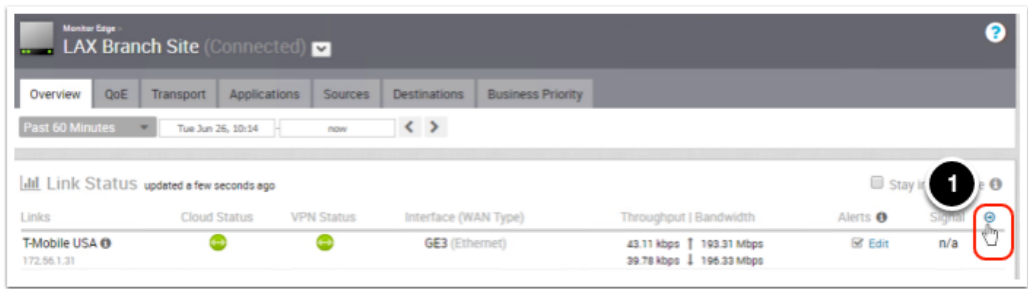 Monitor Edge -
LAX Branch Site (Connected)
?
Overview QoE Transport Applications Sources Destinations Business Priority
Past 60 Minutes Tue Jun 26, 10:14 - now < >
Link Status updated a few seconds ago
Stay i 1 e
Links Cloud Status VPN Status Interface (WAN Type) Throughput | Bandwidth Alerts Signal
T-Mobile USA GE3 (Ethernet) 43.11 kbps ↑ 193.31 Mbps Edit n/a
172.56.1.31 39.78 kbps ↓ 196.33 Mbps